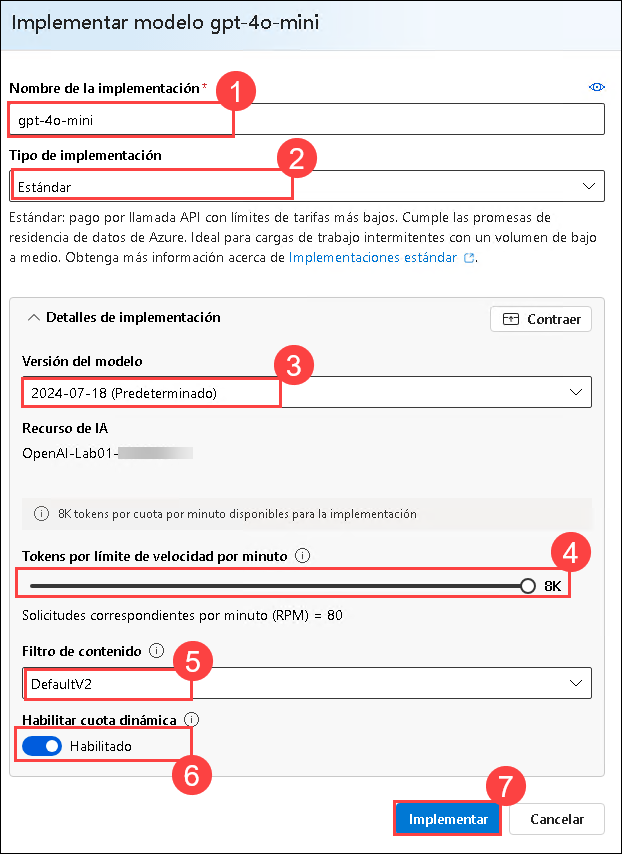 Implementar modelo gpt-4o-mini
Nombre de la implementación*
1
gpt-4o-mini
Tipo de implementación
2
Estándar
Estándar: pago por llamada API con límites de tarifas más bajos. Cumple las promesas de
residencia de datos de Azure. Ideal para cargas de trabajo intermitentes con un volumen de bajo
a medio. Obtenga más información acerca de Implementaciones estándar.
Detalles de implementación
Contraer
Versión del modelo
3
2024-07-18 (Predeterminado)
Recurso de IA
OpenAI-Lab01-
8K tokens por cuota por minuto disponibles para la implementación
Tokens por límite de velocidad por minuto
4
8K
Solicitudes correspondientes por minuto (RPM) = 80
Filtro de contenido
5
DefaultV2
Habilitar cuota dinámica
Habilitado
6
7
Implementar
Cancelar